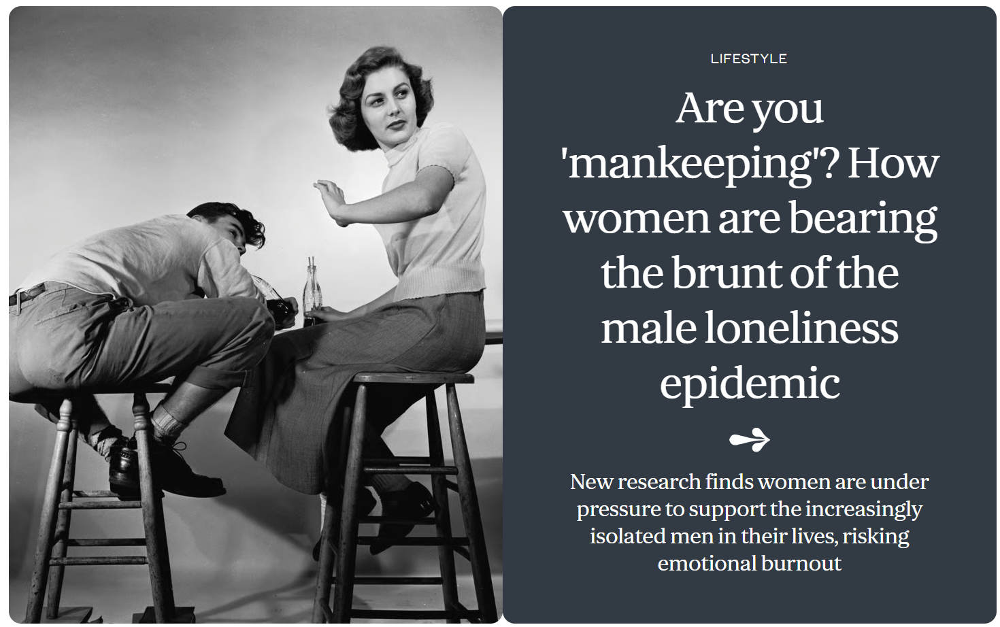 LIFESTYLE
Are you
'mankeeping'? How
women are bearing
the brunt of the
male loneliness
epidemic
New research finds women are under
pressure to support the increasingly
isolated men in their lives, risking
emotional burnout